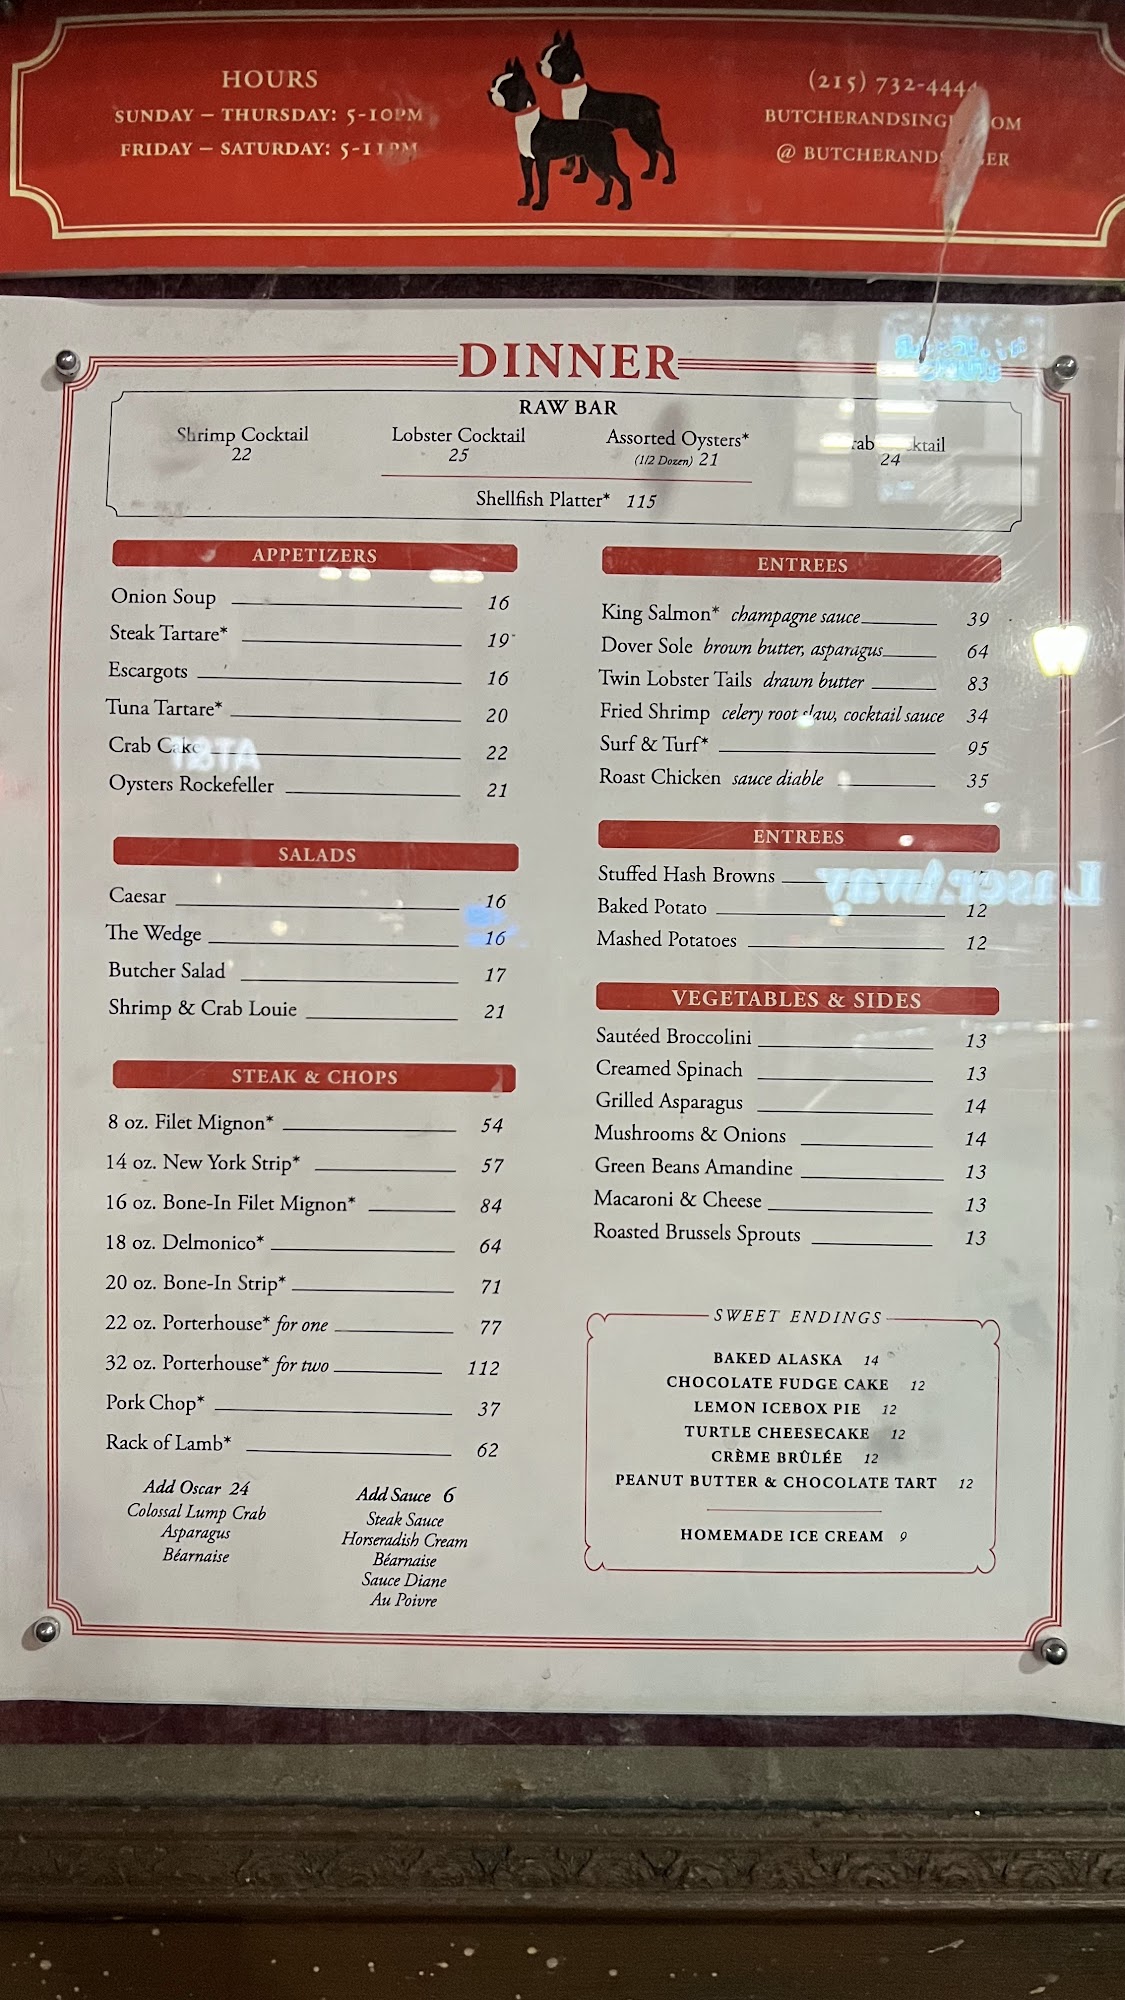 HOURS
SUNDAY – THURSDAY: 5-10PM
FRIDAY – SATURDAY: 5-11PM
(215) 732-4444
DINNER
RAW BAR
Shrimp Cocktail
22
Lobster Cocktail
25
Assorted Oysters*
(1/2 Dozen) 21
24
Shellfish Platter* 115
APPETIZERS
Onion Soup 16
Steak Tartare* 19
Escargots 16
Tuna Tartare* 20
Crab Cake 22
Oysters Rockefeller 21
SALADS
Caesar 16
The Wedge 16
Butcher Salad 17
Shrimp & Crab Louie 21
STEAK & CHOPS
8 oz. Filet Mignon* 54
14 oz. New York Strip* 57
16 oz. Bone-In Filet Mignon* 84
18 oz. Delmonico* 64
20 oz. Bone-In Strip* 71
22 oz. Porterhouse* for one 77
32 oz. Porterhouse* for two 112
Pork Chop* 37
Rack of Lamb* 62
Add Oscar 24
Colossal Lump Crab
Asparagus
Béarnaise
Add Sauce 6
Steak Sauce
Horseradish Cream
Béarnaise
Sauce Diane
Au Poivre
ENTREES
King Salmon* champagne sauce 39
Dover Sole brown butter, asparagus 64
Twin Lobster Tails drawn butter 83
Fried Shrimp celery root slaw, cocktail sauce 34
Surf & Turf* 95
Roast Chicken sauce diable 35
ENTREES
Stuffed Hash Browns
Baked Potato 12
Mashed Potatoes 12
VEGETABLES & SIDES
Sautéed Broccolini 13
Creamed Spinach 13
Grilled Asparagus 14
Mushrooms & Onions 14
Green Beans Amandine 13
Macaroni & Cheese 13
Roasted Brussels Sprouts 13
SWEET ENDINGS
BAKED ALASKA 14
CHOCOLATE FUDGE CAKE 12
LEMON ICEBOX PIE 12
TURTLE CHEESECAKE 12
CRÈME BRÛLÉE 12
PEANUT BUTTER & CHOCOLATE TART 12
HOMEMADE ICE CREAM 9
AT&T
LaserAway